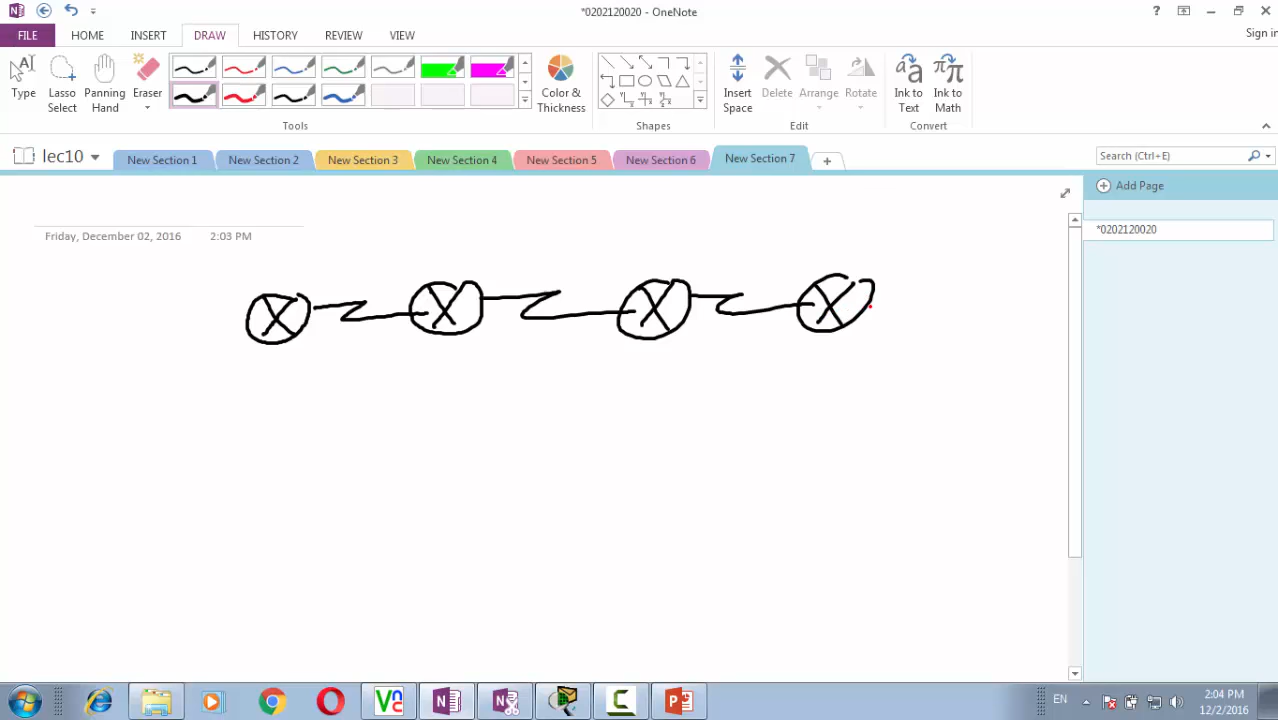 *0202120020 - OneNote
Sign in
FILE HOME INSERT DRAW HISTORY REVIEW VIEW
Type
Lasso Select
Panning Hand
Eraser
Color & Thickness
Insert Space
Delete
Arrange
Rotate
Ink to Text
Ink to Math
Tools
Shapes
Edit
Convert
lec10
New Section 1
New Section 2
New Section 3
New Section 4
New Section 5
New Section 6
New Section 7
Search (Ctrl+E)
Add Page
*0202120020
Friday, December 02, 2016 2:03 PM
EN
2:04 PM
12/2/2016